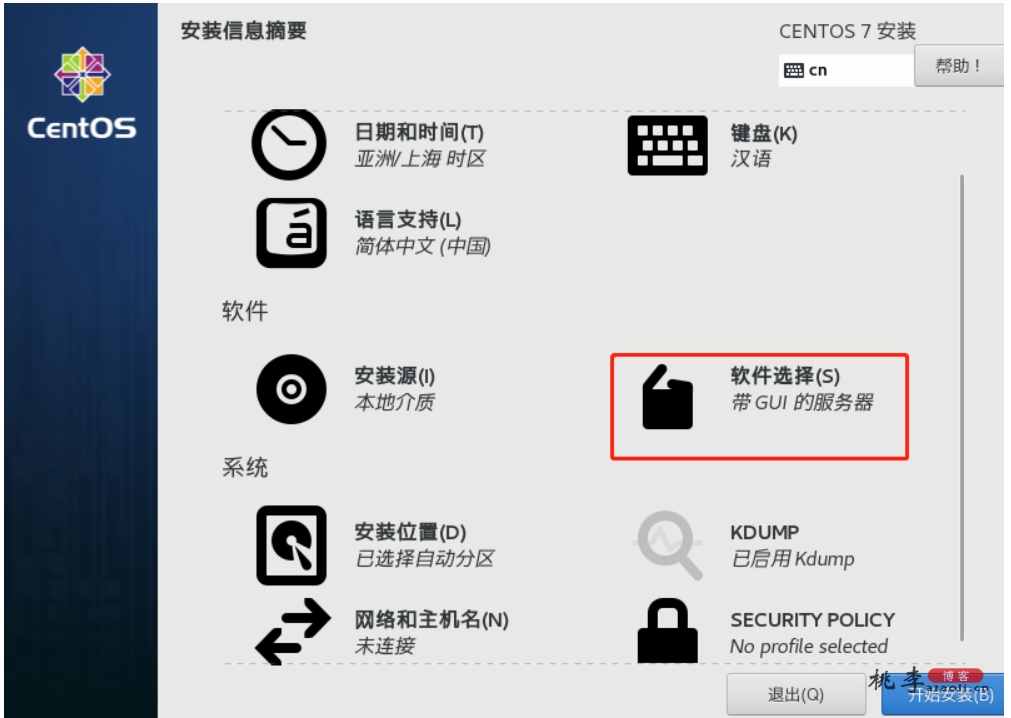 安装信息摘要
CENTOS 7 安装
cn
帮助！
CentOS
日期和时间(T)
亚洲/上海 时区
键盘(K)
汉语
语言支持(L)
简体中文 (中国)
软件
安装源(I)
本地介质
软件选择(S)
带 GUI 的服务器
系统
安装位置(D)
已选择自动分区
KDUMP
已启用 Kdump
网络和主机名(N)
未连接
SECURITY POLICY
No profile selected
退出(Q)
开始安装(B)
桃李
博客